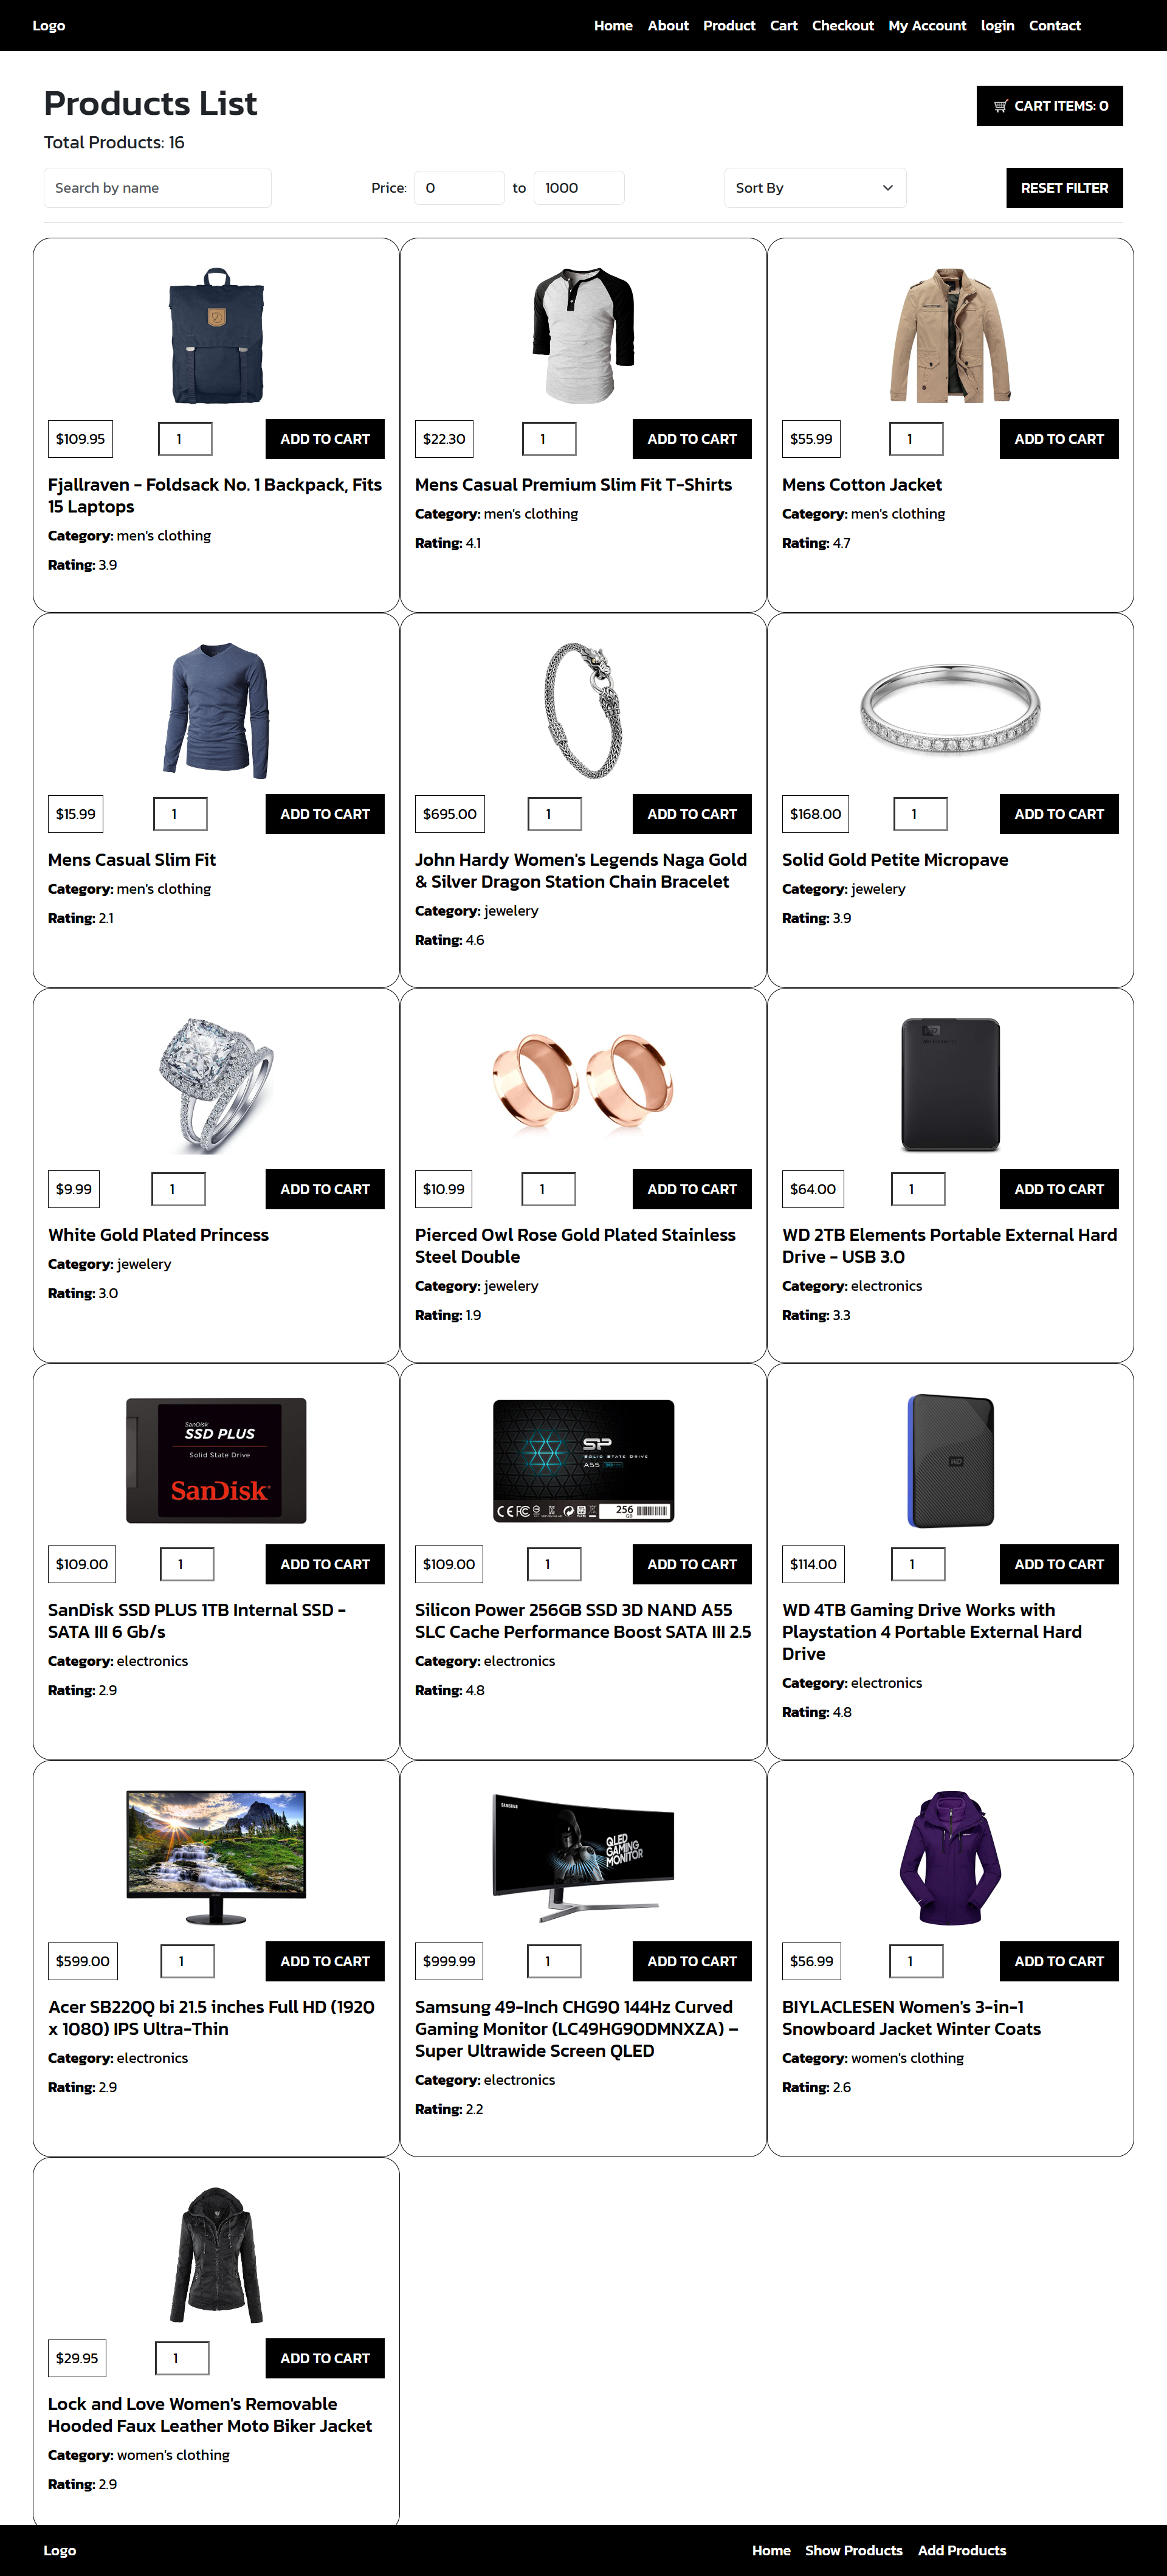 Logo Home About Product Cart Checkout My Account login Contact
Products List
CART ITEMS: 0
Total Products: 16
Search by name Price: 0 to 1000 Sort By RESET FILTER
$109.95 1 ADD TO CART
Fjallraven - Foldsack No. 1 Backpack, Fits
15 Laptops
Category: men's clothing
Rating: 3.9
$22.30 1 ADD TO CART
Mens Casual Premium Slim Fit T-Shirts
Category: men's clothing
Rating: 4.1
$55.99 1 ADD TO CART
Mens Cotton Jacket
Category: men's clothing
Rating: 4.7
$15.99 1 ADD TO CART
Mens Casual Slim Fit
Category: men's clothing
Rating: 2.1
$695.00 1 ADD TO CART
John Hardy Women's Legends Naga Gold
& Silver Dragon Station Chain Bracelet
Category: jewelery
Rating: 4.6
$168.00 1 ADD TO CART
Solid Gold Petite Micropave
Category: jewelery
Rating: 3.9
$9.99 1 ADD TO CART
White Gold Plated Princess
Category: jewelery
Rating: 3.0
$10.99 1 ADD TO CART
Pierced Owl Rose Gold Plated Stainless
Steel Double
Category: jewelery
Rating: 1.9
WD
$64.00 1 ADD TO CART
WD 2TB Elements Portable External Hard
Drive - USB 3.0
Category: electronics
Rating: 3.3
SanDisk
SSD PLUS
Solid State Drive
SanDisk
$109.00 1 ADD TO CART
SanDisk SSD PLUS 1TB Internal SSD -
SATA III 6 Gb/s
Category: electronics
Rating: 2.9
SP
SOLID STATE DRIVE
A55
256
GB
$109.00 1 ADD TO CART
Silicon Power 256GB SSD 3D NAND A55
SLC Cache Performance Boost SATA III 2.5
Category: electronics
Rating: 4.8
WD
$114.00 1 ADD TO CART
WD 4TB Gaming Drive Works with
Playstation 4 Portable External Hard
Drive
Category: electronics
Rating: 4.8
$599.00 1 ADD TO CART
Acer SB220Q bi 21.5 inches Full HD (1920
x 1080) IPS Ultra-Thin
Category: electronics
Rating: 2.9
SAMSUNG
QLED
GAMING
MONITOR
$999.99 1 ADD TO CART
Samsung 49-Inch CHG90 144Hz Curved
Gaming Monitor (LC49HG90DMNXZA) –
Super Ultrawide Screen QLED
Category: electronics
Rating: 2.2
$56.99 1 ADD TO CART
BIYLACLESEN Women's 3-in-1
Snowboard Jacket Winter Coats
Category: women's clothing
Rating: 2.6
$29.95 1 ADD TO CART
Lock and Love Women's Removable
Hooded Faux Leather Moto Biker Jacket
Category: women's clothing
Rating: 2.9
Logo Home Show Products Add Products